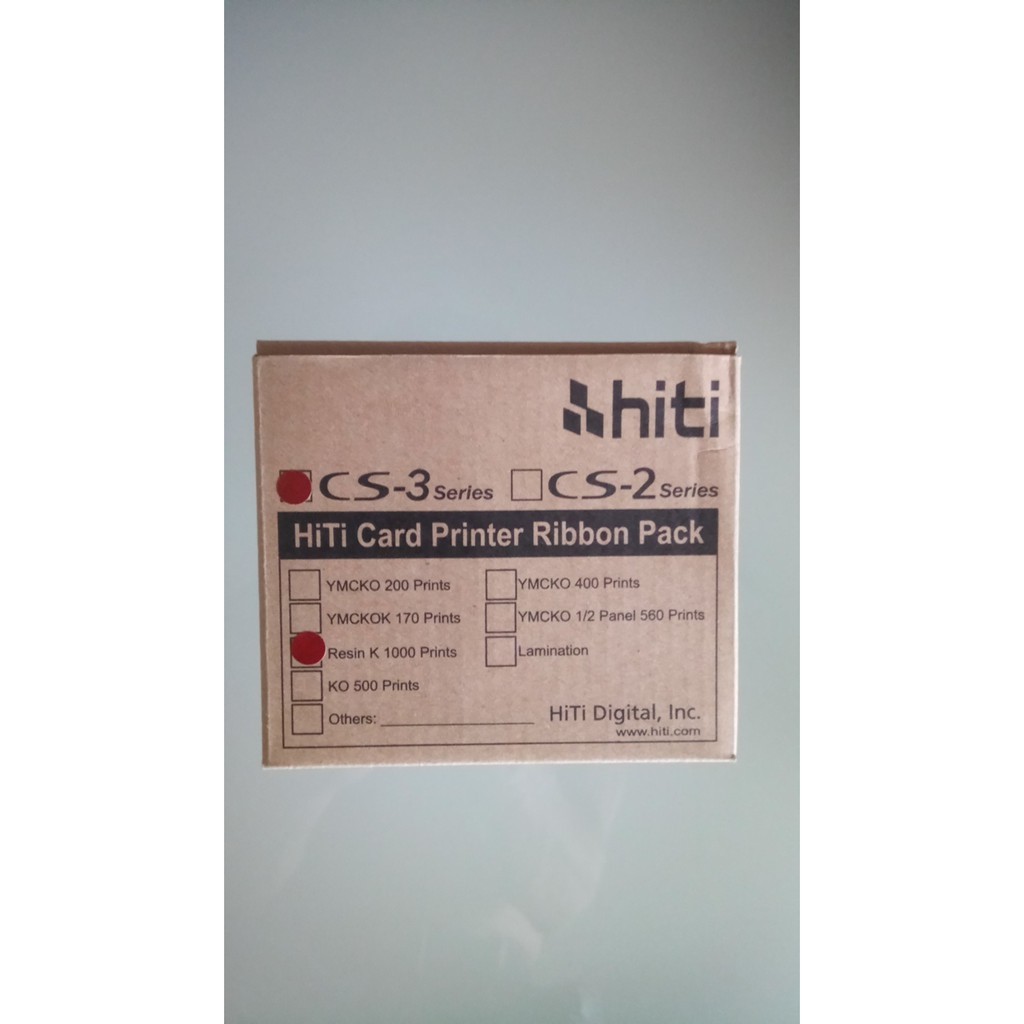 hiti
CS-3 Series CS-2 Series
HiTi Card Printer Ribbon Pack
YMCKO 200 Prints YMCKO 400 Prints
YMCKOK 170 Prints YMCKO 1/2 Panel 560 Prints
Resin K 1000 Prints Lamination
KO 500 Prints
Others: HiTi Digital, Inc.
www.hiti.com